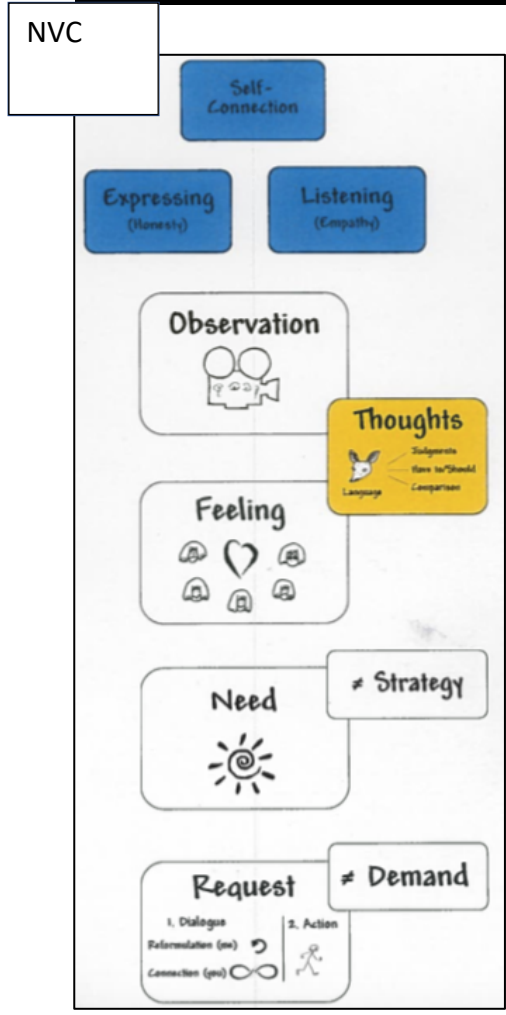 NVC
Self-
Connection
Expressing
(Honesty)
Listening
(Empathy)
Observation
Thoughts
Judgements
Have to/Should
Comparison
Language
Feeling
≠ Strategy
Need
≠ Demand
Request
1. Dialogue
2. Action
Reformulation (me)
Connection (you)